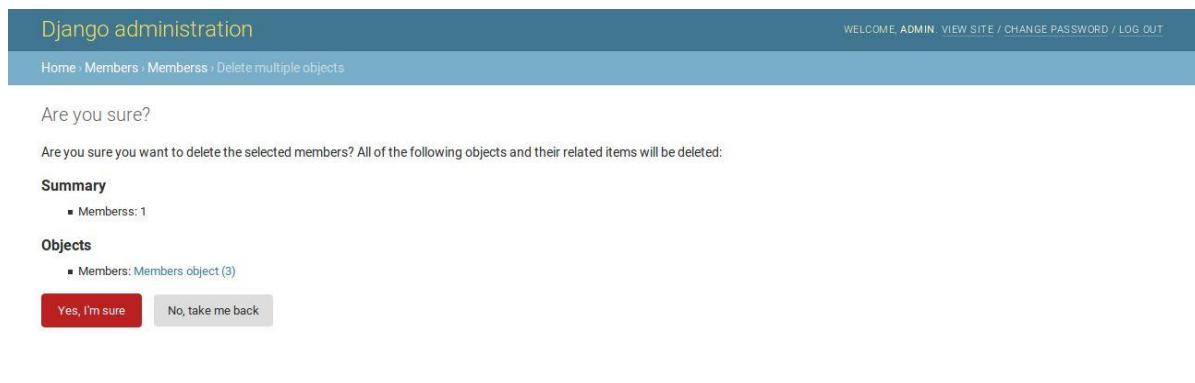 Django administration
WELCOME, ADMIN. VIEW SITE / CHANGE PASSWORD / LOG OUT
Home › Members › Memberss › Delete multiple objects
Are you sure?
Are you sure you want to delete the selected members? All of the following objects and their related items will be deleted:
Summary
Memberss: 1
Objects
Members: Members object (3)
Yes, I'm sure
No, take me back